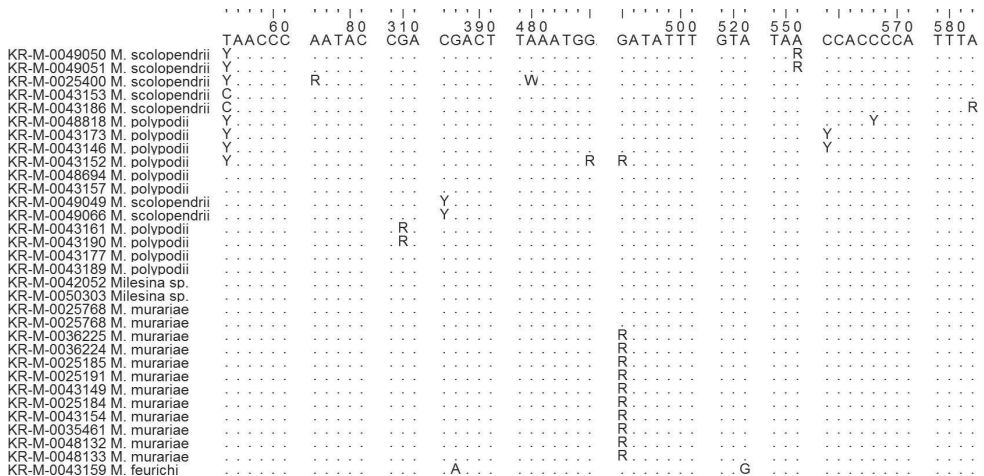 60 80 310 390 480 500 520 550 570 580
TAACCC AATAC CGA CGACT TAAATGG. GATATTT GTA TAA CCACCCCA TTTA
KR-M-0049050 M. scolopendrii Y..... ..... ... ..... ....... ....... ... ..R ........ ....
KR-M-0049051 M. scolopendrii Y..... ..... ... ..... ....... ....... ... ..R ........ ....
KR-M-0025400 M. scolopendrii Y..... R.... ... ..... .W..... ....... ... ... ........ ....
KR-M-0043153 M. scolopendrii C..... ..... ... ..... ....... ....... ... ... ........ ....
KR-M-0043186 M. scolopendrii C..... ..... ... ..... ....... ....... ... ... ........ ...R
KR-M-0048818 M. polypodii Y..... ..... ... ..... ....... ....... ... ... ....Y... ....
KR-M-0043173 M. polypodii Y..... ..... ... ..... ....... ....... ... ... Y....... ....
KR-M-0043146 M. polypodii Y..... ..... ... ..... ....... ....... ... ... Y....... ....
KR-M-0043152 M. polypodii Y..... ..... ... ..... ......R R...... ... ... ........ ....
KR-M-0048694 M. polypodii ...... ..... ... ..... ....... ....... ... ... ........ ....
KR-M-0043157 M. polypodii ...... ..... ... ..... ....... ....... ... ... ........ ....
KR-M-0049049 M. scolopendrii ...... ..... ... Y.... ....... ....... ... ... ........ ....
KR-M-0049066 M. scolopendrii ...... ..... ... Y.... ....... ....... ... ... ........ ....
KR-M-0043161 M. polypodii ...... ..... .R. ..... ....... ....... ... ... ........ ....
KR-M-0043190 M. polypodii ...... ..... .R. ..... ....... ....... ... ... ........ ....
KR-M-0043177 M. polypodii ...... ..... ... ..... ....... ....... ... ... ........ ....
KR-M-0043189 M. polypodii ...... ..... ... ..... ....... ....... ... ... ........ ....
KR-M-0042052 Milesina sp. ...... ..... ... ..... ....... ....... ... ... ........ ....
KR-M-0050303 Milesina sp. ...... ..... ... ..... ....... ....... ... ... ........ ....
KR-M-0025768 M. murariae ...... ..... ... ..... ....... ....... ... ... ........ ....
KR-M-0025768 M. murariae ...... ..... ... ..... ....... ....... ... ... ........ ....
KR-M-0036225 M. murariae ...... ..... ... ..... ....... R...... ... ... ........ ....
KR-M-0036224 M. murariae ...... ..... ... ..... ....... R...... ... ... ........ ....
KR-M-0025185 M. murariae ...... ..... ... ..... ....... R...... ... ... ........ ....
KR-M-0025191 M. murariae ...... ..... ... ..... ....... R...... ... ... ........ ....
KR-M-0043149 M. murariae ...... ..... ... ..... ....... R...... ... ... ........ ....
KR-M-0025184 M. murariae ...... ..... ... ..... ....... R...... ... ... ........ ....
KR-M-0043154 M. murariae ...... ..... ... ..... ....... R...... ... ... ........ ....
KR-M-0035461 M. murariae ...... ..... ... ..... ....... R...... ... ... ........ ....
KR-M-0048132 M. murariae ...... ..... ... ..... ....... R...... ... ... ........ ....
KR-M-0048133 M. murariae ...... ..... ... ..... ....... R...... ... ... ........ ....
KR-M-0043159 M. feurichi ...... ..... ... .A... ....... ....... ..G ... ........ ....